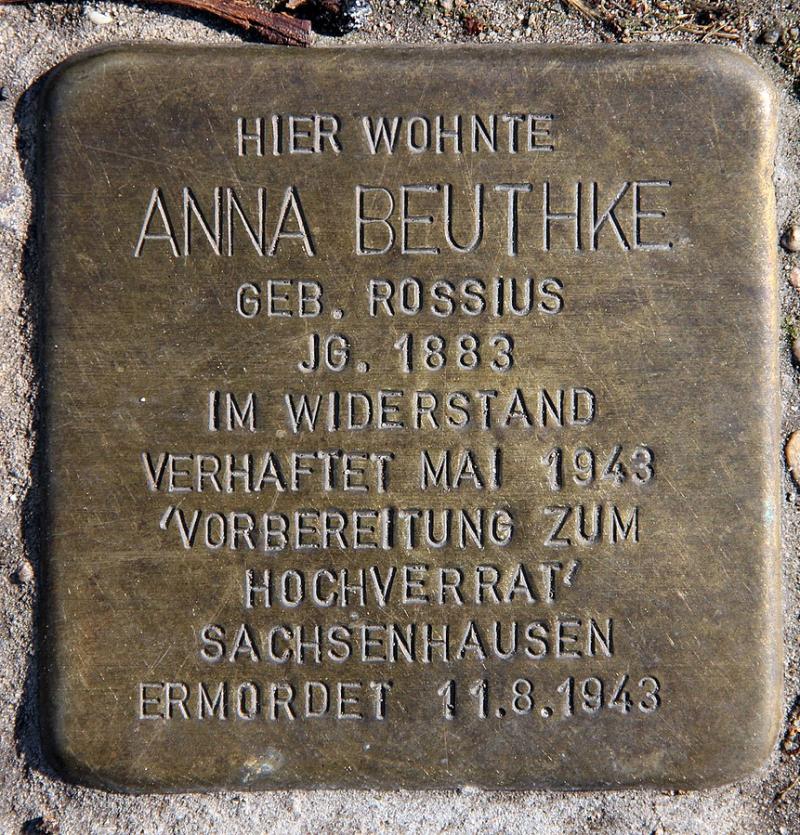 HIER WOHNTE
ANNA BEUTHKE
GEB. ROSSIUS
JG. 1883
IM WIDERSTAND
VERHAFTET MAI 1943
'VORBEREITUNG ZUM
HOCHVERRAT'
SACHSENHAUSEN
ERMORDET 11.8.1943